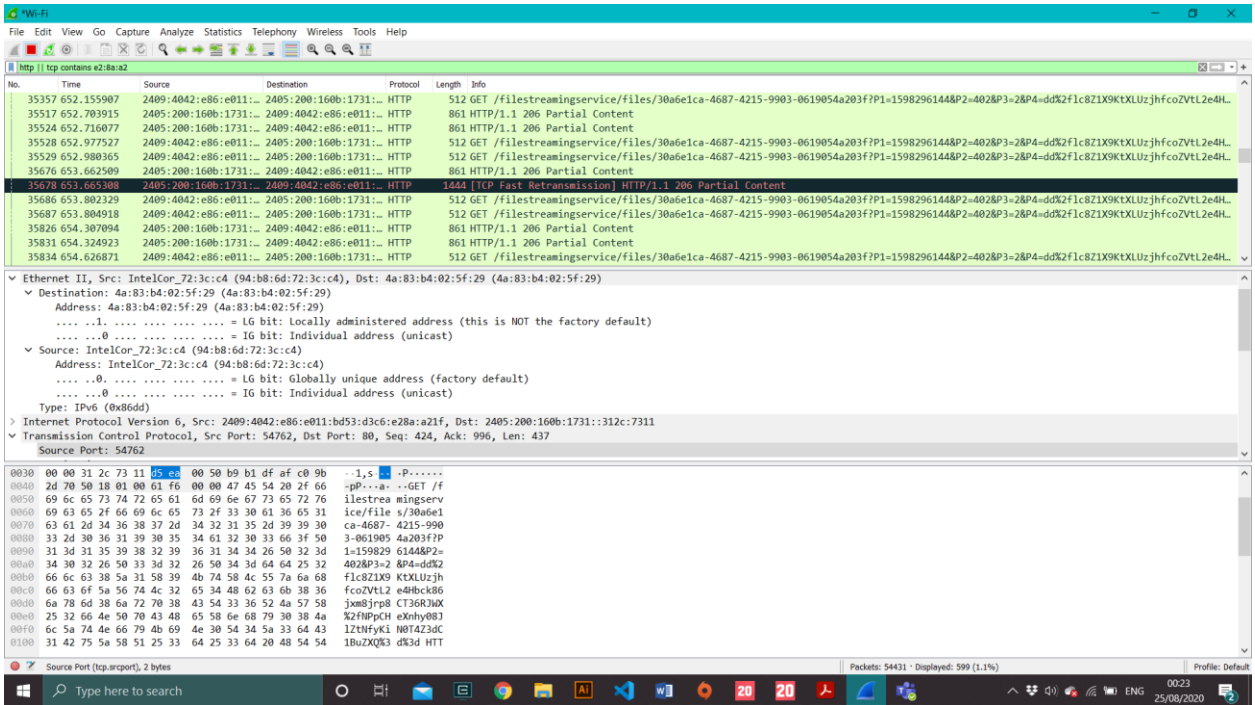 *Wi-Fi
File Edit View Go Capture Analyze Statistics Telephony Wireless Tools Help
http || tcp contains e2:8a:a2
No. Time Source Destination Protocol Length Info
35357 652.155907 2409:4042:e86:e011:… 2405:200:160b:1731:… HTTP 512 GET /filestreamingservice/files/30a6e1ca-4687-4215-9903-0619054a203f?P1=1598296144&P2=402&P3=2&P4=dd%2flc8Z1X9KtXLUzjhfcoZVtL2e4H…
35517 652.703915 2405:200:160b:1731:… 2409:4042:e86:e011:… HTTP 861 HTTP/1.1 206 Partial Content
35524 652.716077 2405:200:160b:1731:… 2409:4042:e86:e011:… HTTP 861 HTTP/1.1 206 Partial Content
35528 652.977527 2409:4042:e86:e011:… 2405:200:160b:1731:… HTTP 512 GET /filestreamingservice/files/30a6e1ca-4687-4215-9903-0619054a203f?P1=1598296144&P2=402&P3=2&P4=dd%2flc8Z1X9KtXLUzjhfcoZVtL2e4H…
35529 652.980365 2409:4042:e86:e011:… 2405:200:160b:1731:… HTTP 512 GET /filestreamingservice/files/30a6e1ca-4687-4215-9903-0619054a203f?P1=1598296144&P2=402&P3=2&P4=dd%2flc8Z1X9KtXLUzjhfcoZVtL2e4H…
35676 653.662509 2405:200:160b:1731:… 2409:4042:e86:e011:… HTTP 861 HTTP/1.1 206 Partial Content
35678 653.665308 2405:200:160b:1731:… 2409:4042:e86:e011:… HTTP 1444 [TCP Fast Retransmission] HTTP/1.1 206 Partial Content
35686 653.802329 2409:4042:e86:e011:… 2405:200:160b:1731:… HTTP 512 GET /filestreamingservice/files/30a6e1ca-4687-4215-9903-0619054a203f?P1=1598296144&P2=402&P3=2&P4=dd%2flc8Z1X9KtXLUzjhfcoZVtL2e4H…
35687 653.804918 2409:4042:e86:e011:… 2405:200:160b:1731:… HTTP 512 GET /filestreamingservice/files/30a6e1ca-4687-4215-9903-0619054a203f?P1=1598296144&P2=402&P3=2&P4=dd%2flc8Z1X9KtXLUzjhfcoZVtL2e4H…
35826 654.307094 2405:200:160b:1731:… 2409:4042:e86:e011:… HTTP 861 HTTP/1.1 206 Partial Content
35831 654.324923 2405:200:160b:1731:… 2409:4042:e86:e011:… HTTP 861 HTTP/1.1 206 Partial Content
35834 654.626871 2409:4042:e86:e011:… 2405:200:160b:1731:… HTTP 512 GET /filestreamingservice/files/30a6e1ca-4687-4215-9903-0619054a203f?P1=1598296144&P2=402&P3=2&P4=dd%2flc8Z1X9KtXLUzjhfcoZVtL2e4H…
Ethernet II, Src: IntelCor_72:3c:c4 (94:b8:6d:72:3c:c4), Dst: 4a:83:b4:02:5f:29 (4a:83:b4:02:5f:29)
Destination: 4a:83:b4:02:5f:29 (4a:83:b4:02:5f:29)
Address: 4a:83:b4:02:5f:29 (4a:83:b4:02:5f:29)
.... ..1. .... .... .... .... = LG bit: Locally administered address (this is NOT the factory default)
.... ...0 .... .... .... .... = IG bit: Individual address (unicast)
Source: IntelCor_72:3c:c4 (94:b8:6d:72:3c:c4)
Address: IntelCor_72:3c:c4 (94:b8:6d:72:3c:c4)
.... ..0. .... .... .... .... = LG bit: Globally unique address (factory default)
.... ...0 .... .... .... .... = IG bit: Individual address (unicast)
Type: IPv6 (0x86dd)
Internet Protocol Version 6, Src: 2409:4042:e86:e011:bd53:d3c6:e28a:a21f, Dst: 2405:200:160b:1731::312c:7311
Transmission Control Protocol, Src Port: 54762, Dst Port: 80, Seq: 424, Ack: 996, Len: 437
Source Port: 54762
0030 00 00 31 2c 73 11 d5 ea 00 50 b9 b1 df af c0 9b ··1,s··· ·P······
0040 2d 70 50 18 01 00 61 f6 00 00 47 45 54 20 2f 66 -pP···a· ··GET /f
0050 69 6c 65 73 74 72 65 61 6d 69 6e 67 73 65 72 76 ilestrea mingserv
0060 69 63 65 2f 66 69 6c 65 73 2f 33 30 61 36 65 31 ice/file s/30a6e1
0070 63 61 2d 34 36 38 37 2d 34 32 31 35 2d 39 39 30 ca-4687- 4215-990
0080 33 2d 30 36 31 39 30 35 34 61 32 30 33 66 3f 50 3-061905 4a203f?P
0090 31 3d 31 35 39 38 32 39 36 31 34 34 26 50 32 3d 1=159829 6144&P2=
00a0 34 30 32 26 50 33 3d 32 26 50 34 3d 64 64 25 32 402&P3=2 &P4=dd%2
00b0 66 6c 63 38 5a 31 58 39 4b 74 58 4c 55 7a 6a 68 flc8Z1X9 KtXLUzjh
00c0 66 63 6f 5a 56 74 4c 32 65 34 48 62 63 6b 38 36 fcoZVtL2 e4Hbck86
00d0 6a 78 6d 38 6a 72 70 38 43 54 33 36 52 4a 57 58 jxm8jrp8 CT36RJWX
00e0 25 32 66 4e 50 70 43 48 65 58 6e 68 79 30 38 4a %2fNPpCH eXnhy08J
00f0 6c 5a 74 4e 66 79 4b 69 4e 30 54 34 5a 33 64 43 lZtNfyKi N0T4Z3dC
0100 31 42 75 5a 58 51 25 33 64 25 33 64 20 48 54 54 1BuZXQ%3 d%3d HTT
Source Port (tcp.srcport), 2 bytes Packets: 54431 · Displayed: 599 (1.1%) Profile: Default
Type here to search 20 20 ENG 00:23
25/08/2020 2